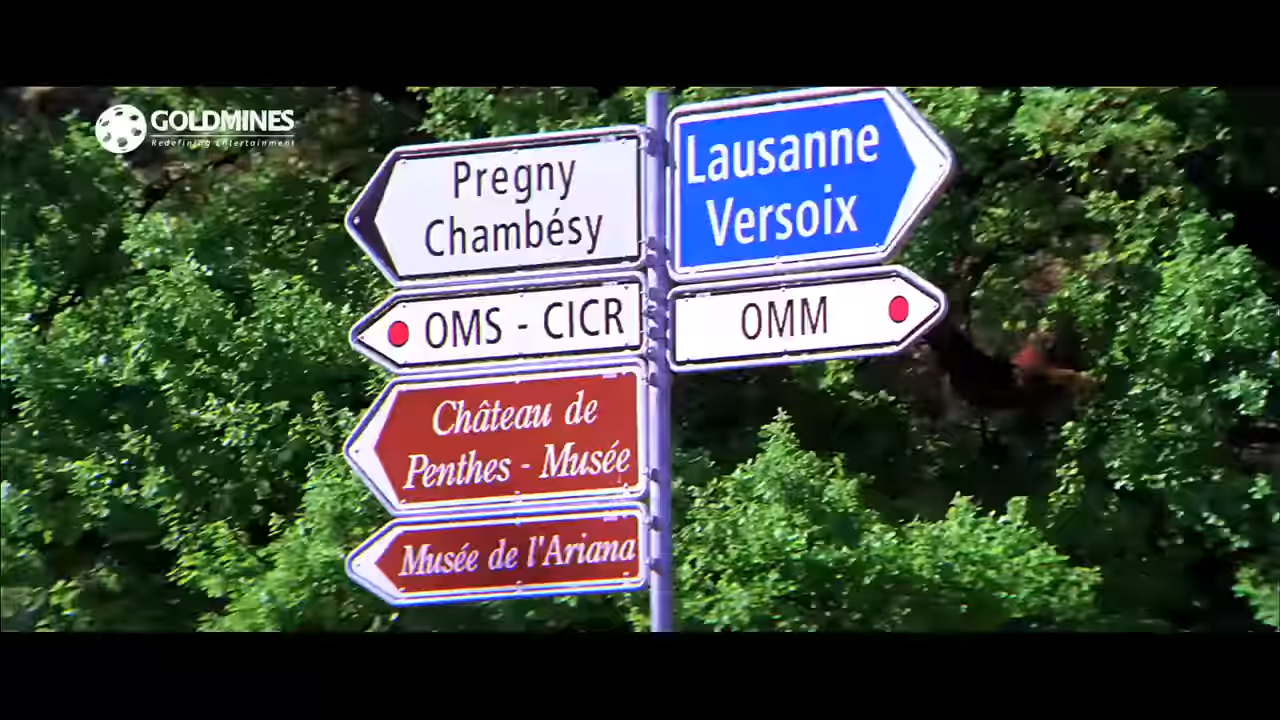 GOLDMINES
Redefining Entertainment
Pregny
Chambésy
Lausanne
Versoix
OMS - CICR
OMM
Château de
Penthes - Musée
Musée de l'Ariana